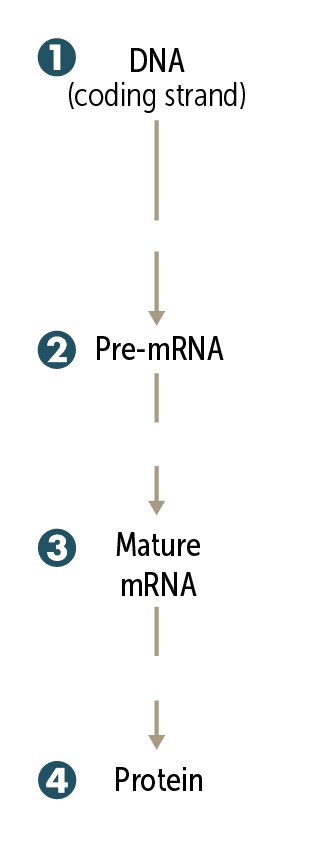 1 DNA
(coding strand)
2 Pre-mRNA
3 Mature
mRNA
4 Protein